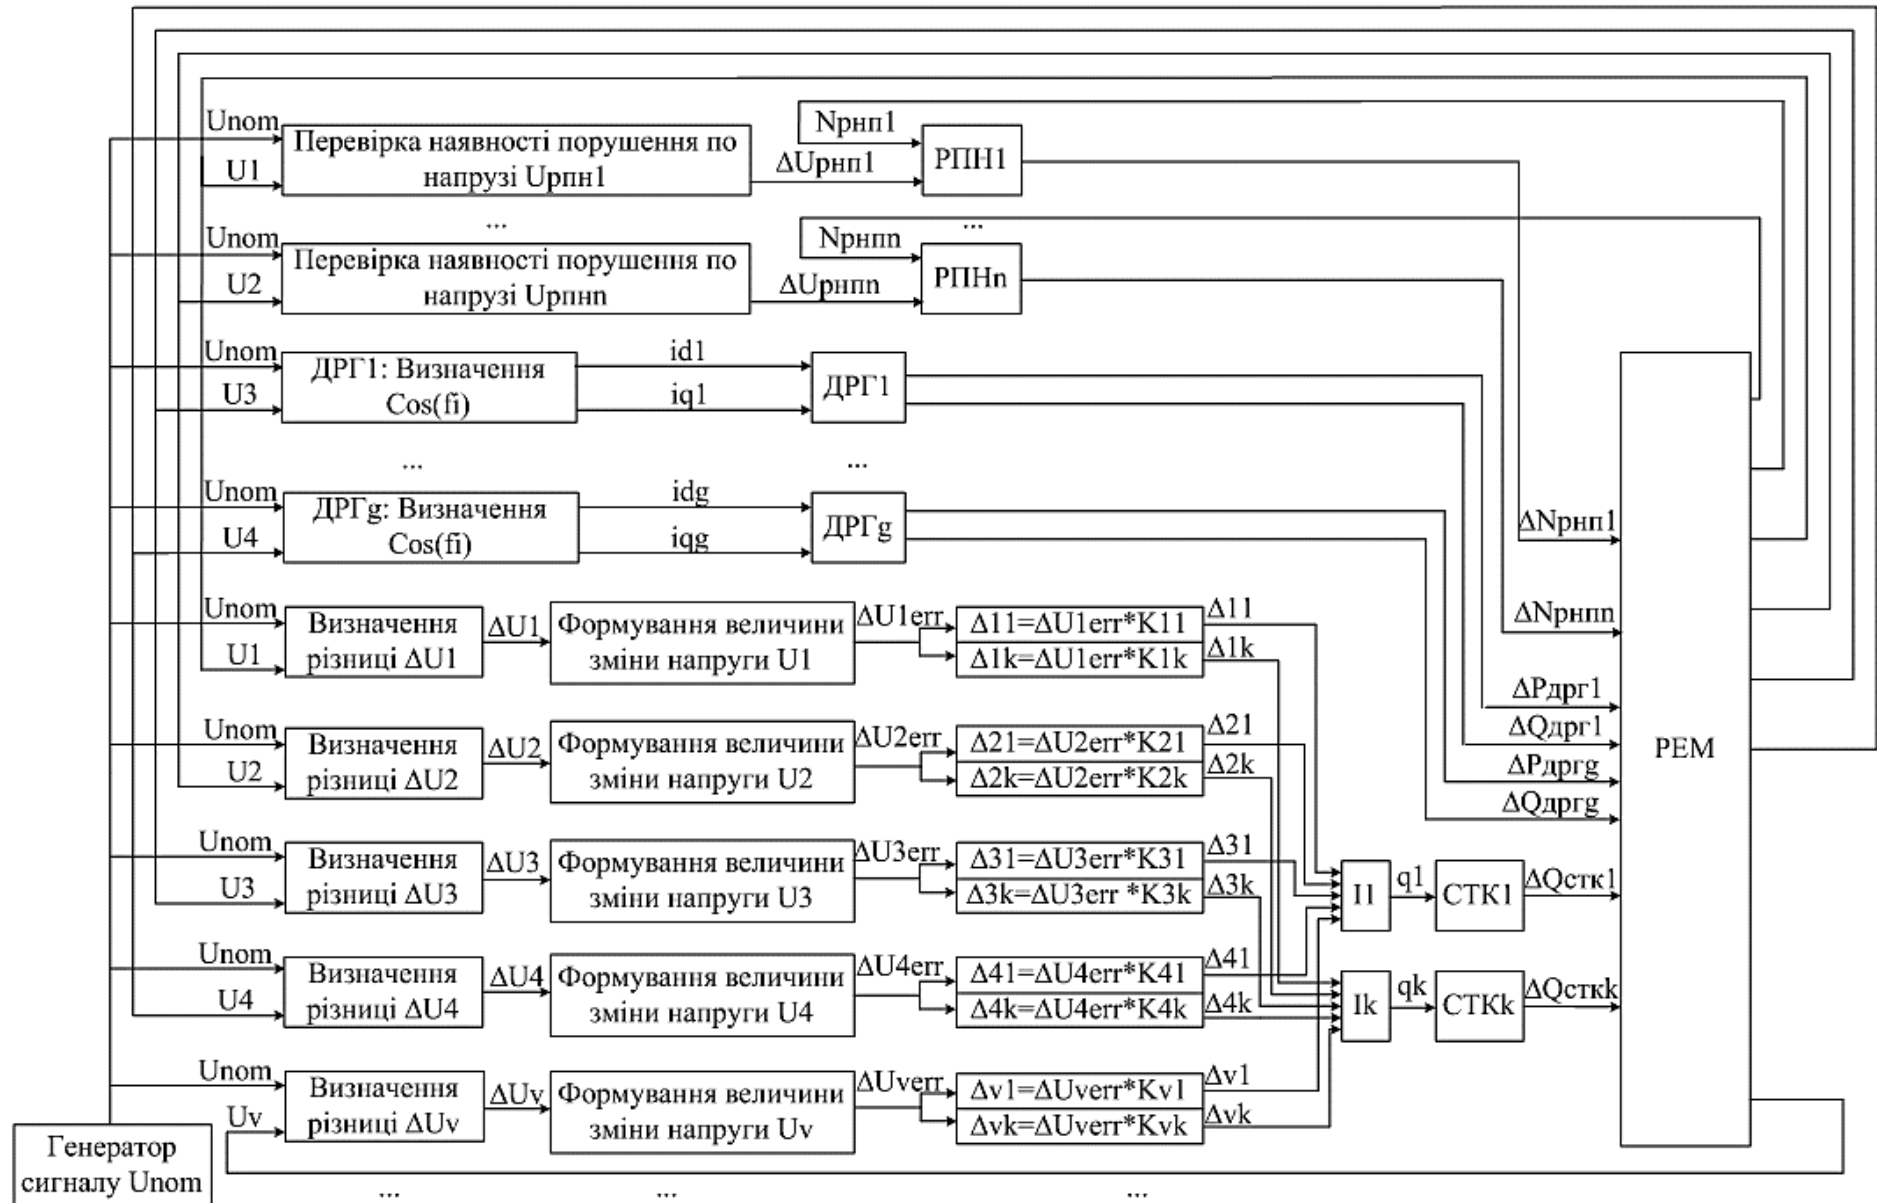 Unom
Перевірка наявності порушення по
напрузі Uрпн1
U1
ΔUрнп1
Nрнп1
РПН1
...
...
Unom
Перевірка наявності порушення по
напрузі Uрпнn
U2
ΔUрнпn
Nрнпn
РПНn
Unom
ДРГ1: Визначення
Cos(fi)
U3
id1
iq1
ДРГ1
...
...
Unom
ДРГg: Визначення
Cos(fi)
U4
idg
iqg
ДРГg
Unom
Визначення
різниці ΔU1
U1
ΔU1
Формування величини
зміни напруги U1
ΔU1err
Δ11=ΔU1err*K11
Δ1k=ΔU1err*K1k
Δ11
Δ1k
Unom
Визначення
різниці ΔU2
U2
ΔU2
Формування величини
зміни напруги U2
ΔU2err
Δ21=ΔU2err*K21
Δ2k=ΔU2err*K2k
Δ21
Δ2k
Unom
Визначення
різниці ΔU3
U3
ΔU3
Формування величини
зміни напруги U3
ΔU3err
Δ31=ΔU3err*K31
Δ3k=ΔU3err *K3k
Δ31
Δ3k
Unom
Визначення
різниці ΔU4
U4
ΔU4
Формування величини
зміни напруги U4
ΔU4err
Δ41=ΔU4err*K41
Δ4k=ΔU4err*K4k
Δ41
Δ4k
Unom
Визначення
різниці ΔUv
Uv
ΔUv
Формування величини
зміни напруги Uv
ΔUverr
Δv1=ΔUverr*Kv1
Δvk=ΔUverr*Kvk
Δv1
Δvk
I1
q1
СТК1
ΔQстк1
Ik
qk
СТКk
ΔQсткk
ΔNрнп1
ΔNрнпn
ΔPдрг1
ΔQдрг1
ΔPдргg
ΔQдргg
РЕМ
Генератор
сигналу Unom
...
...
...